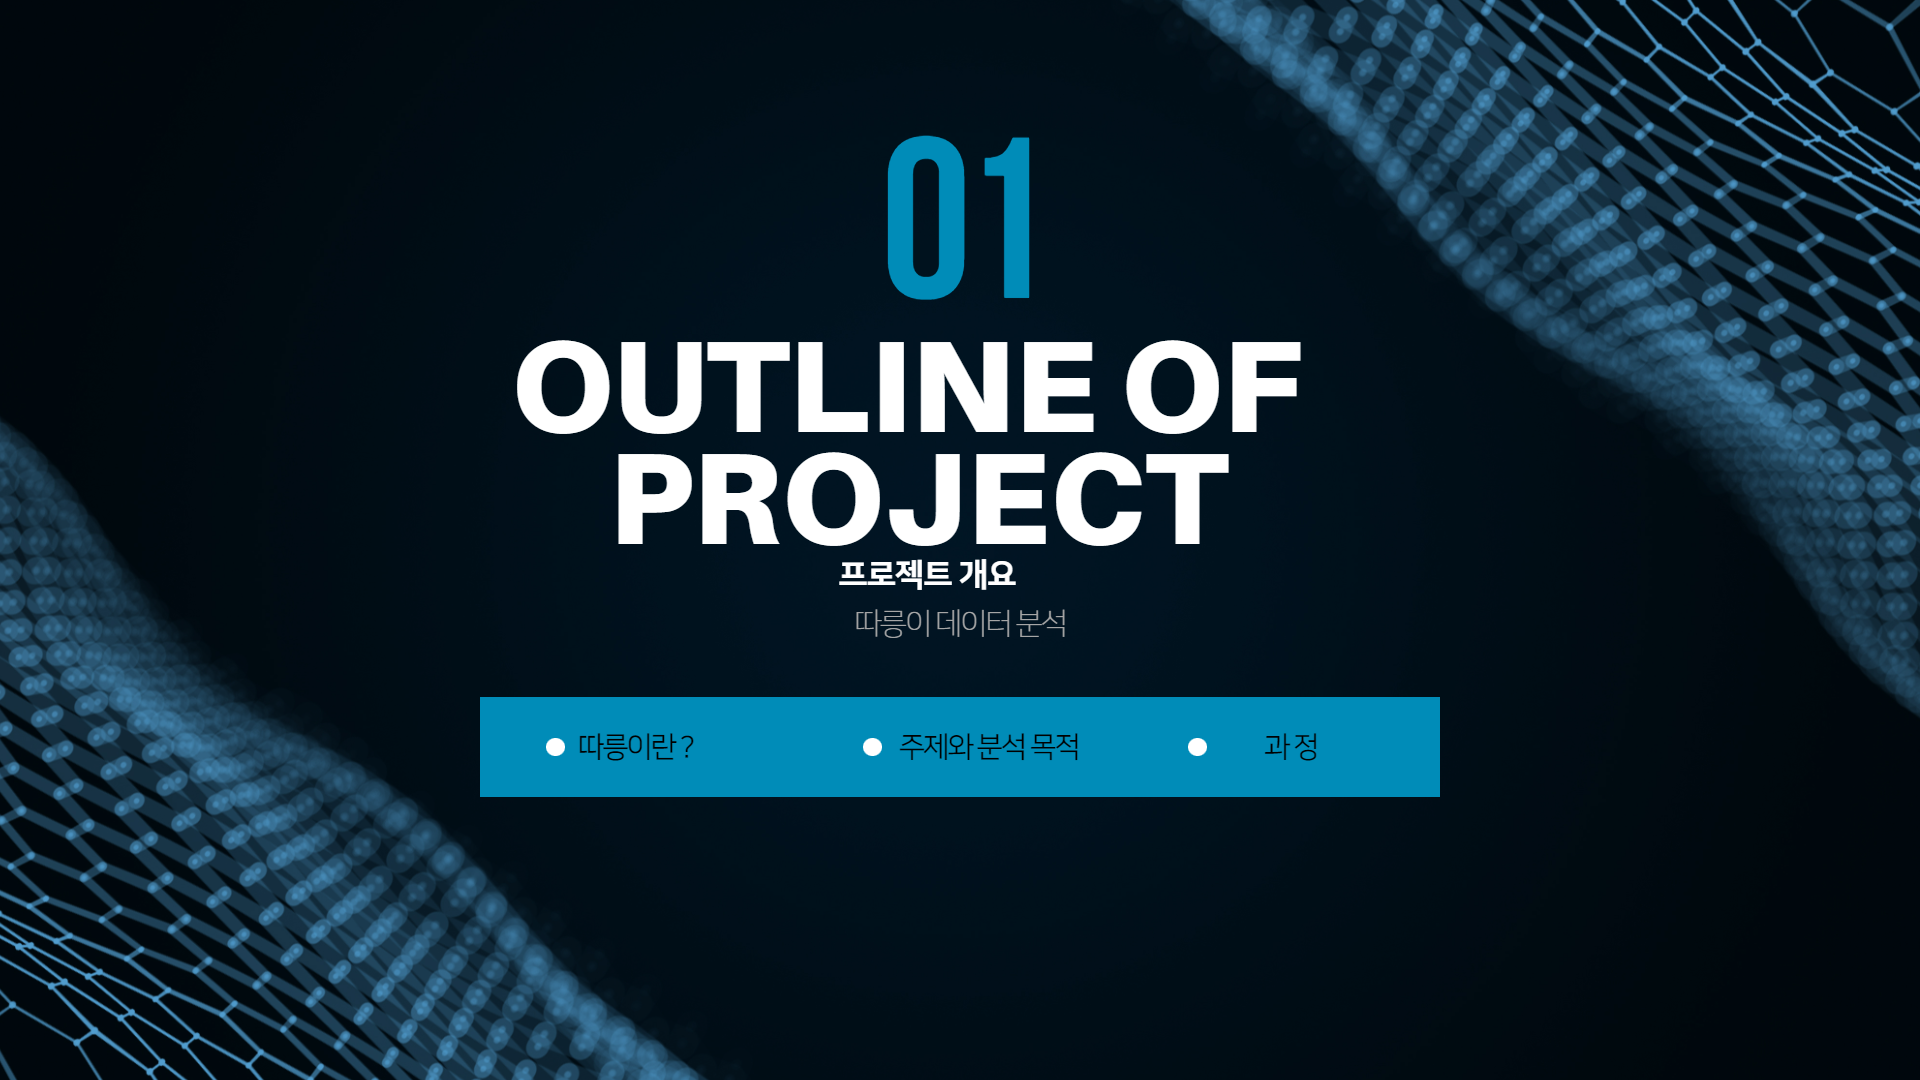 01
OUTLINE OF
PROJECT
프로젝트 개요
따릉이 데이터 분석
따릉이란 ?
주제와 분석 목적
과 정